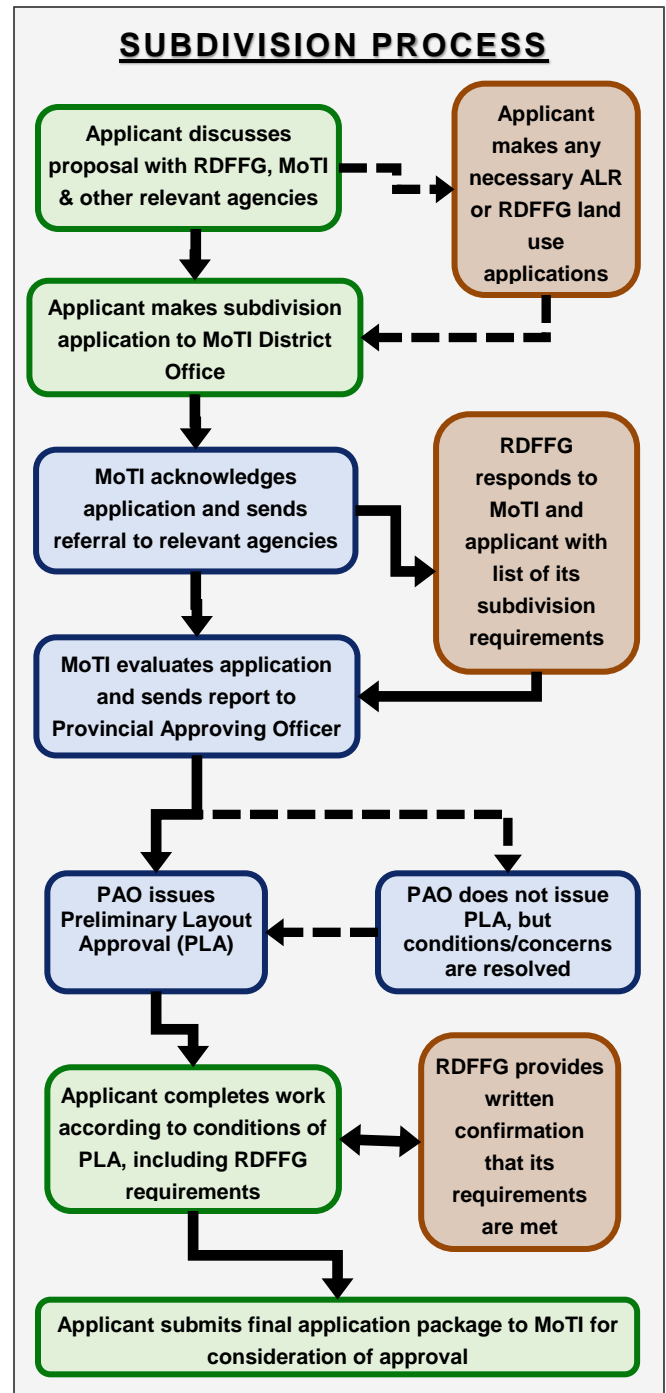 SUBDIVISION PROCESS
Applicant discusses
proposal with RDFFG, MoTI
& other relevant agencies
Applicant
makes any
necessary ALR
or RDFFG land
use
applications
Applicant makes subdivision
application to MoTI District
Office
MoTI acknowledges
application and sends
referral to relevant agencies
RDFFG
responds to
MoTI and
applicant with
list of its
subdivision
requirements
MoTI evaluates application
and sends report to
Provincial Approving Officer
PAO issues
Preliminary Layout
Approval (PLA)
PAO does not issue
PLA, but
conditions/concerns
are resolved
Applicant completes work
according to conditions of
PLA, including RDFFG
requirements
RDFFG provides
written
confirmation
that its
requirements
are met
Applicant submits final application package to MoTI for
consideration of approval